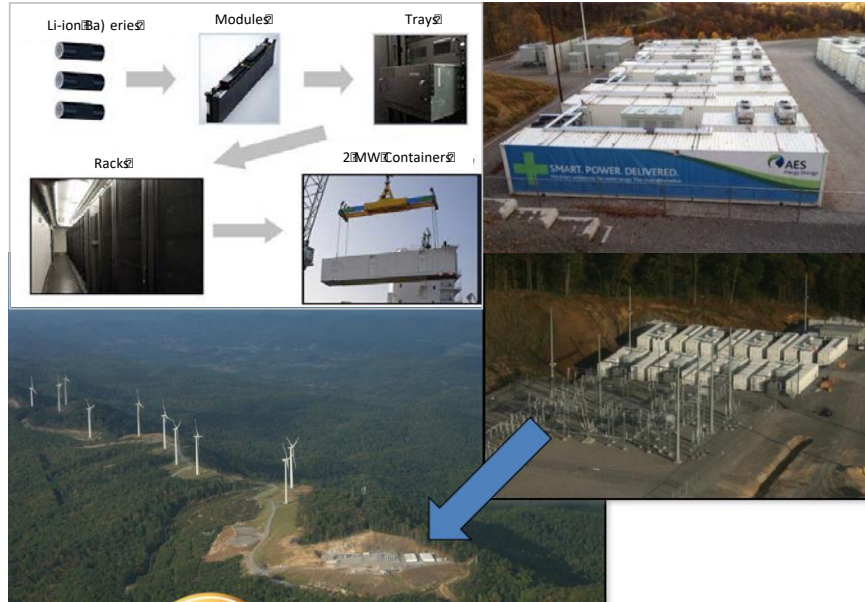 Li-ion Ba) eries
Modules
Trays
Racks
2 MW Containers
SMART. POWER. DELIVERED.
AES
Energy Storage